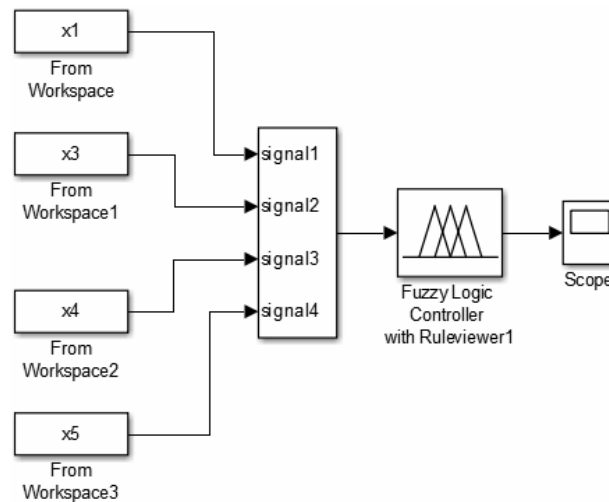 x1
From
Workspace
x3
From
Workspace1
x4
From
Workspace2
x5
From
Workspace3
signal1
signal2
signal3
signal4
Fuzzy Logic
Controller
with Ruleviewer1
Scope